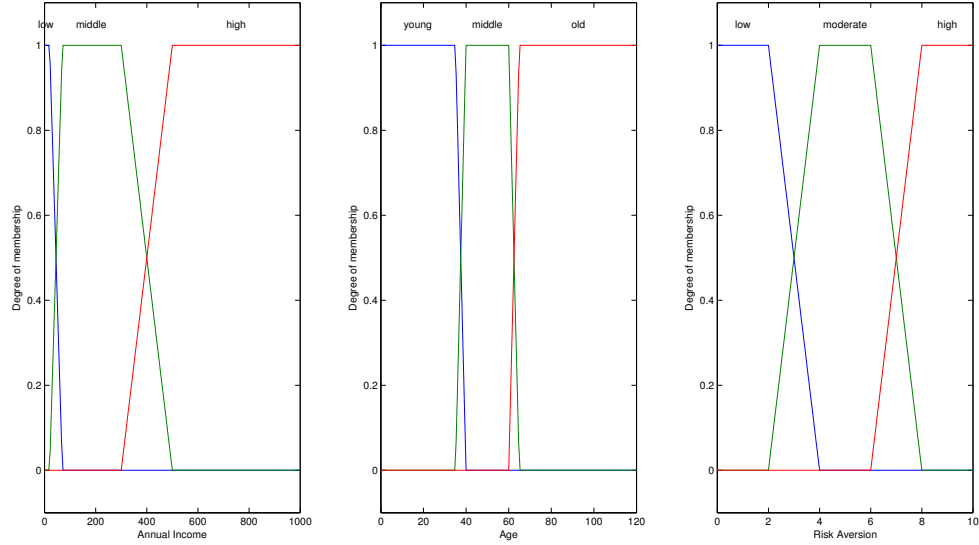 low middle high
1
0.8
0.6
0.4
0.2
0
Degree of membership
0 200 400 600 800 1000
Annual Income
young middle old
1
0.8
0.6
0.4
0.2
0
Degree of membership
0 20 40 60 80 100 120
Age
low moderate high
1
0.8
0.6
0.4
0.2
0
Degree of membership
0 2 4 6 8 10
Risk Aversion